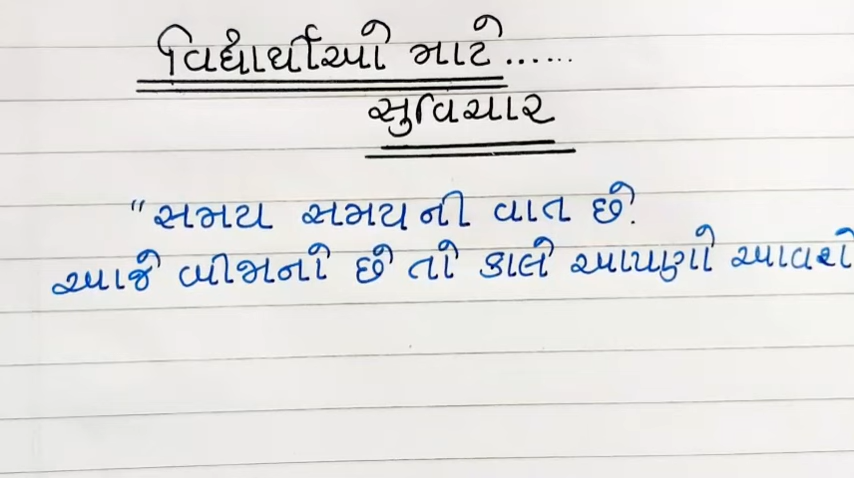 વિદ્યાર્થીઓ માટે......
સુવિચાર
"સમય સમયની વાત છે.
આજે બીજાનો છે તો કાલે આપણો આવશે